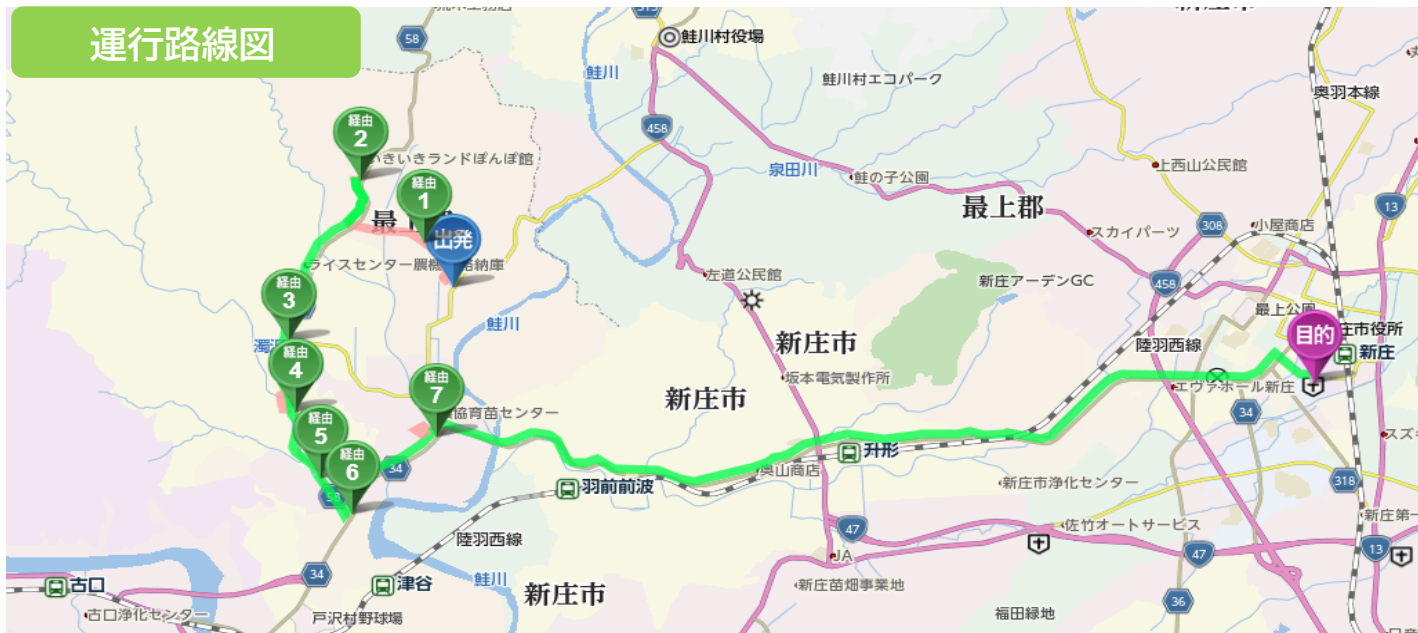 運行路線図
58
458
鮭川村役場
鮭川
鮭川村エコパーク
奥羽本線
経由
2
いきいきランドぽんぽ館
経由
1
出発
泉田川
鮭の子公園
上西山公民館
最上郡
13
308
小屋商店
スカイパーツ
ライスセンター農機
納庫
左道公民館
新庄アーデンGC
458
最上公園
経由
3
鮭川
新庄市
陸羽西線
目的
庄市役所
新庄
経由
4
経由
7
坂本電気製作所
エヴァホール新庄
新庄市
34
協育苗センター
経由
5
経由
6
34
58
奥山商店
升形
羽前前波
新庄市浄化センター
318
陸羽西線
47
佐竹オートサービス
新庄第一
JA
47
13
古口
34
津谷
鮭川
新庄市
新庄苗畑事業地
36
福田緑地
古口浄化センター
戸沢村野球場